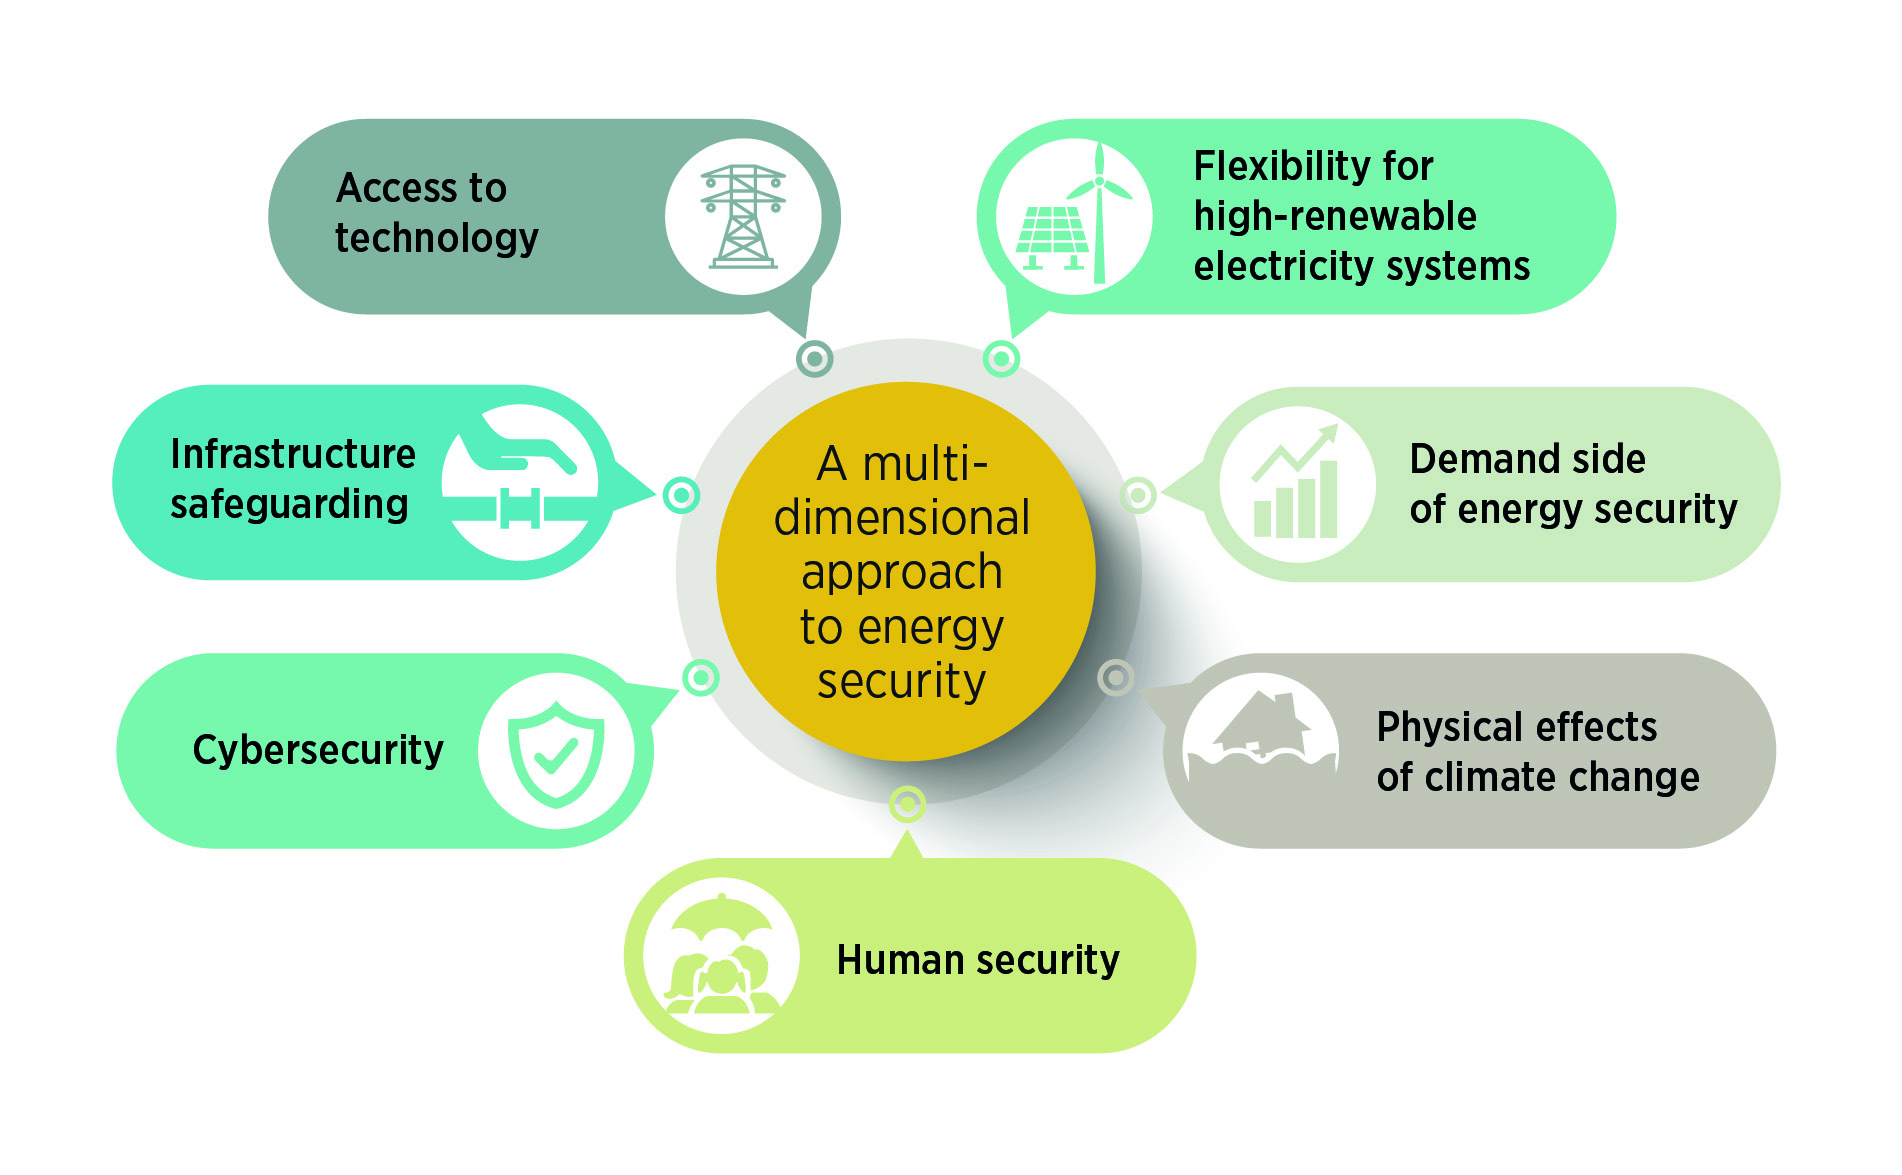 Access to
technology
Flexibility for
high-renewable
electricity systems
Infrastructure
safeguarding
A multi-
dimensional
approach
to energy
security
Demand side
of energy security
Cybersecurity
Physical effects
of climate change
Human security